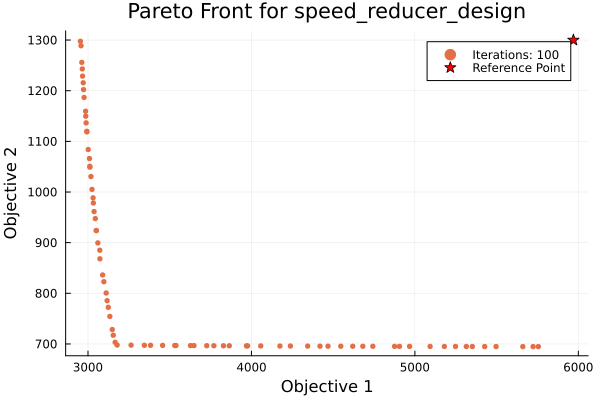 Pareto Front for speed_reducer_design
1300
1200
1100
1000
900
800
700
Objective 2
Iterations: 100
Reference Point
3000
4000
5000
6000
Objective 1